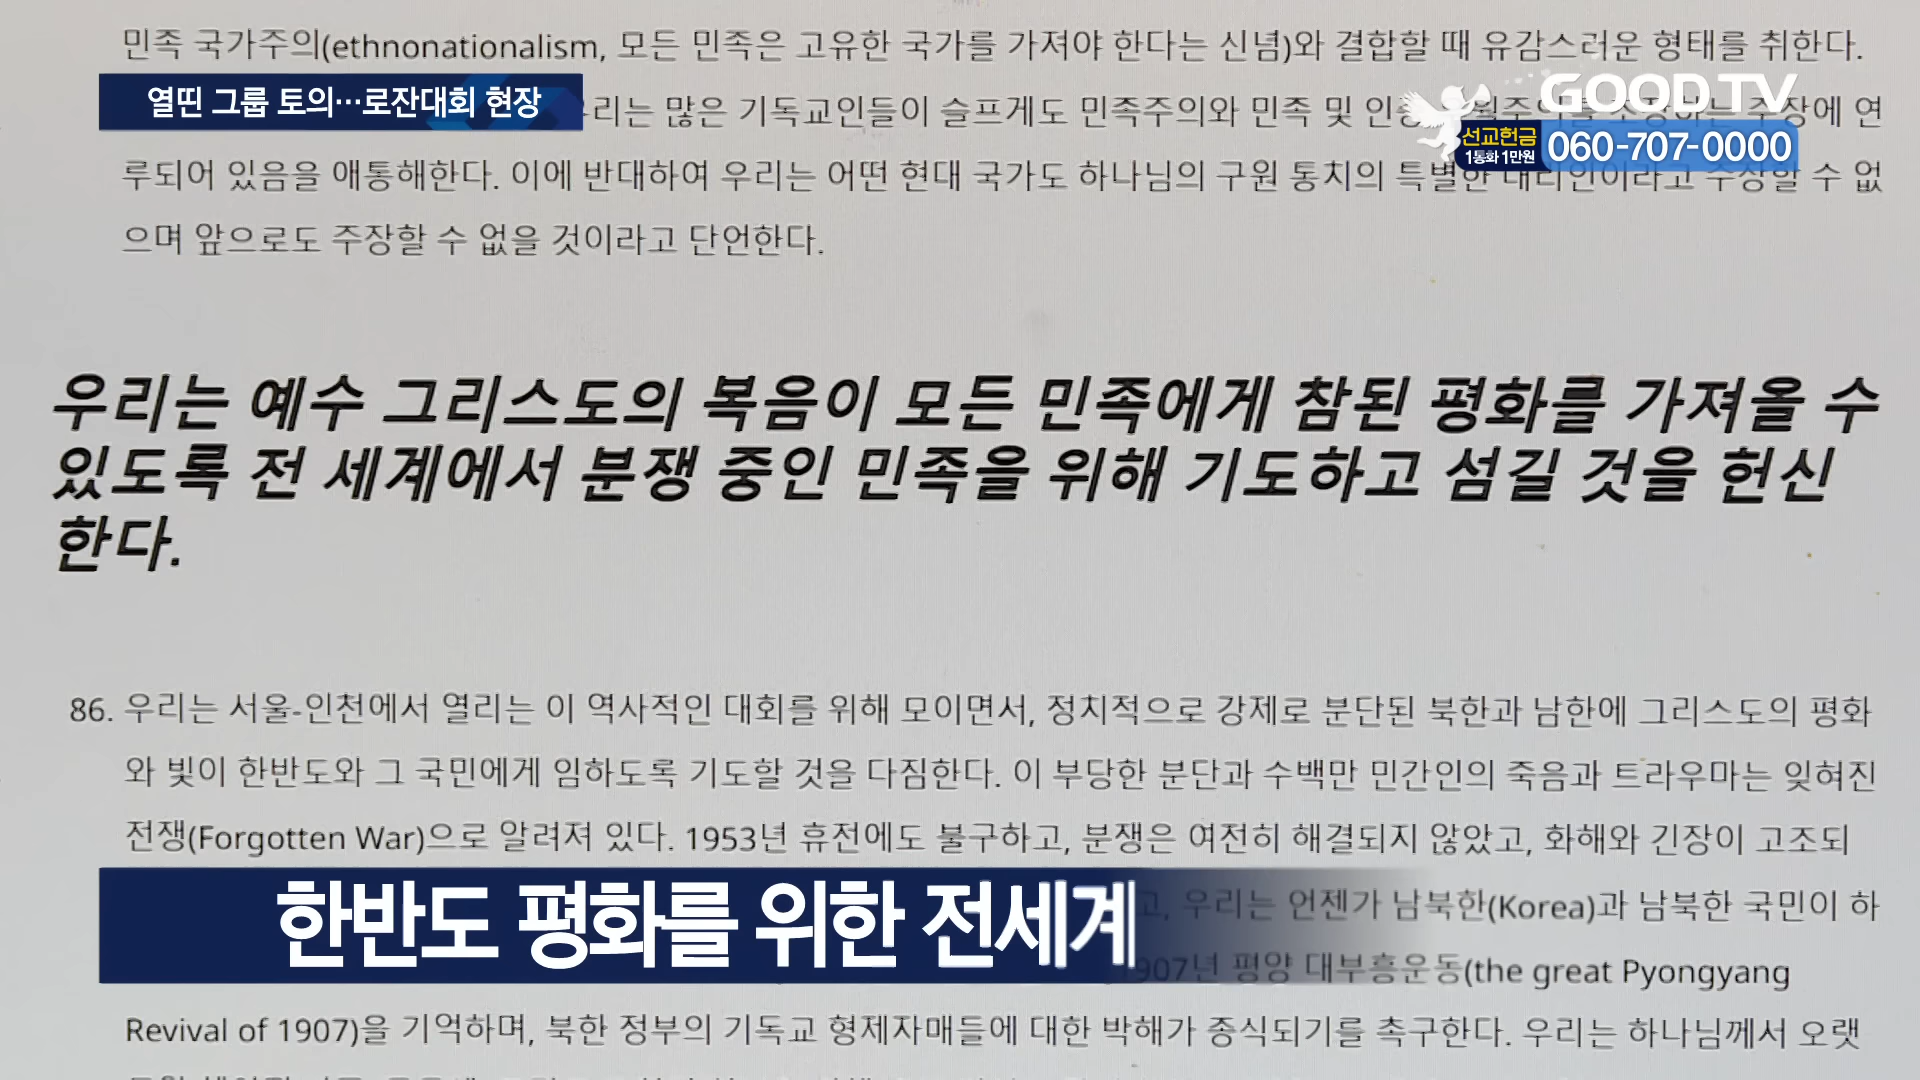 민족 국가주의(ethnonationalism, 모든 민족은 고유한 국가를 가져야 한다는 신념)와 결합할 때 유감스러운 형태를 취한다.
열띤 그룹 토의…로잔대회 현장
GOOD TV
선교헌금
1통화 1만원
060-707-0000
우리는 많은 기독교인들이 슬프게도 민족주의와 민족 및 주장에 연
루되어 있음을 애통해한다. 이에 반대하여 우리는 어떤 현대 국가도 하나님의 구원 통치의 특별한 대리인이라고 주장할 수 없
으며 앞으로도 주장할 수 없을 것이라고 단언한다.
우리는 예수 그리스도의 복음이 모든 민족에게 참된 평화를 가져올 수
있도록 전 세계에서 분쟁 중인 민족을 위해 기도하고 섬길 것을 헌신
한다.
86. 우리는 서울-인천에서 열리는 이 역사적인 대회를 위해 모이면서, 정치적으로 강제로 분단된 북한과 남한에 그리스도의 평화
와 빛이 한반도와 그 국민에게 임하도록 기도할 것을 다짐한다. 이 부당한 분단과 수백만 민간인의 죽음과 트라우마는 잊혀진
전쟁(Forgotten War)으로 알려져 있다. 1953년 휴전에도 불구하고, 분쟁은 여전히 해결되지 않았고, 화해와 긴장이 고조되
고, 우리는 언젠가 남북한(Korea)과 남북한 국민이 하
한반도 평화를 위한 전세계
1907년 평양 대부흥운동(the great Pyongyang
Revival of 1907)을 기억하며, 북한 정부의 기독교 형제자매들에 대한 박해가 종식되기를 촉구한다. 우리는 하나님께서 오랫